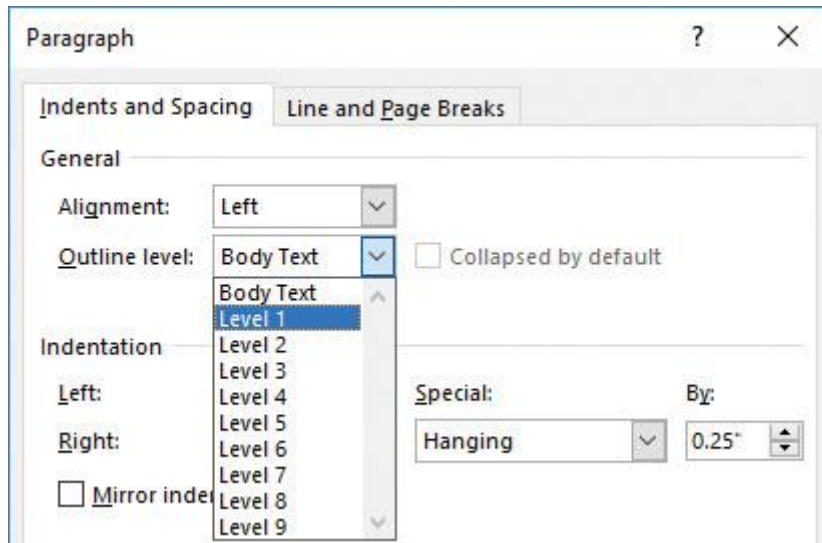 Paragraph ? ×
Indents and Spacing Line and Page Breaks
General
Alignment: Left
Outline level: Body Text Collapsed by default
Body Text
Level 1
Level 2
Indentation
Level 3
Left: Level 4 Special: By:
Level 5
Right: Level 6 Hanging 0.25"
Level 7
Mirror inde Level 8
Level 9